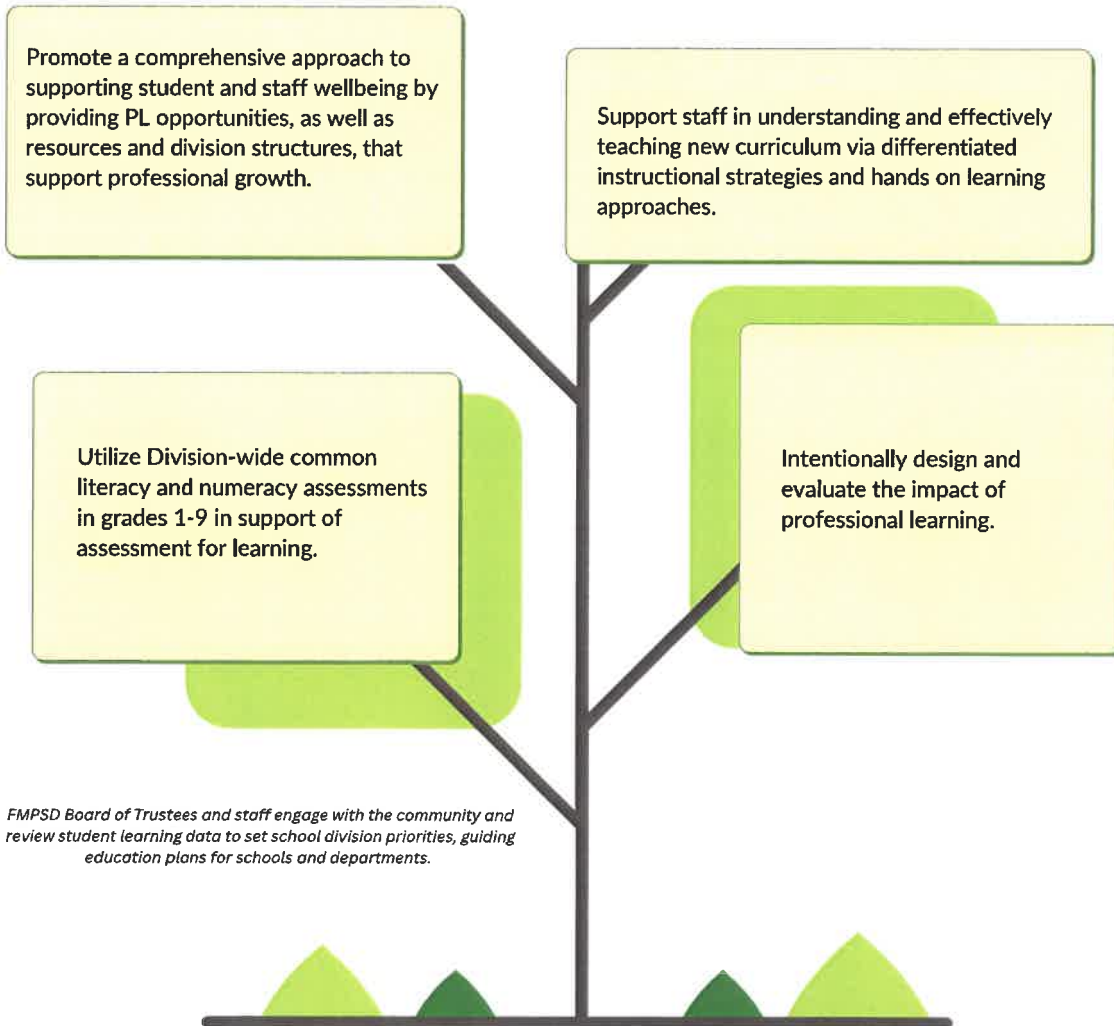 Promote a comprehensive approach to
supporting student and staff wellbeing by
providing PL opportunities, as well as
resources and division structures, that
support professional growth.
Support staff in understanding and effectively
teaching new curriculum via differentiated
instructional strategies and hands on learning
approaches.
Utilize Division-wide common
literacy and numeracy assessments
in grades 1-9 in support of
assessment for learning.
Intentionally design and
evaluate the impact of
professional learning.
FMPSD Board of Trustees and staff engage with the community and
review student learning data to set school division priorities, guiding
education plans for schools and departments.